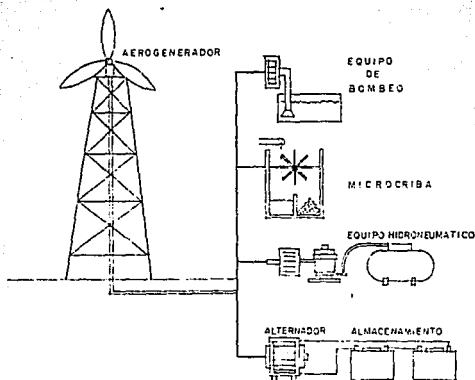 AEROGENERADOR
EQUIPO
DE
BOMBEO
MICROCRIBA
EQUIPO HIDRONEUMATICO
ALTERNADOR
ALMACENAMIENTO